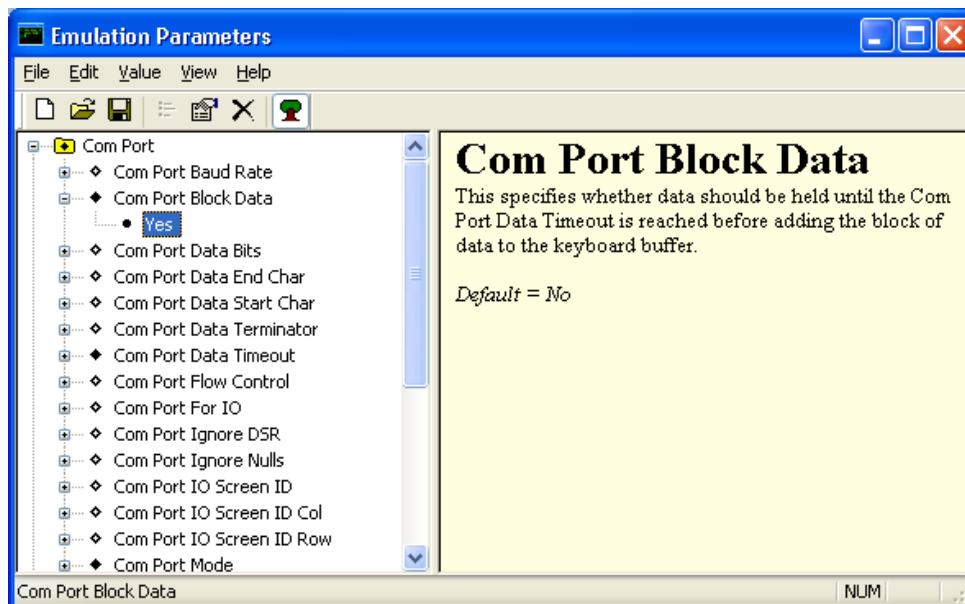 Emulation Parameters
File Edit Value View Help
Com Port
Com Port Baud Rate
Com Port Block Data
Yes
Com Port Data Bits
Com Port Data End Char
Com Port Data Start Char
Com Port Data Terminator
Com Port Data Timeout
Com Port Flow Control
Com Port For IO
Com Port Ignore DSR
Com Port Ignore Nulls
Com Port IO Screen ID
Com Port IO Screen ID Col
Com Port IO Screen ID Row
Com Port Mode
Com Port Block Data
This specifies whether data should be held until the Com
Port Data Timeout is reached before adding the block of
data to the keyboard buffer.
Default = No
Com Port Block Data NUM